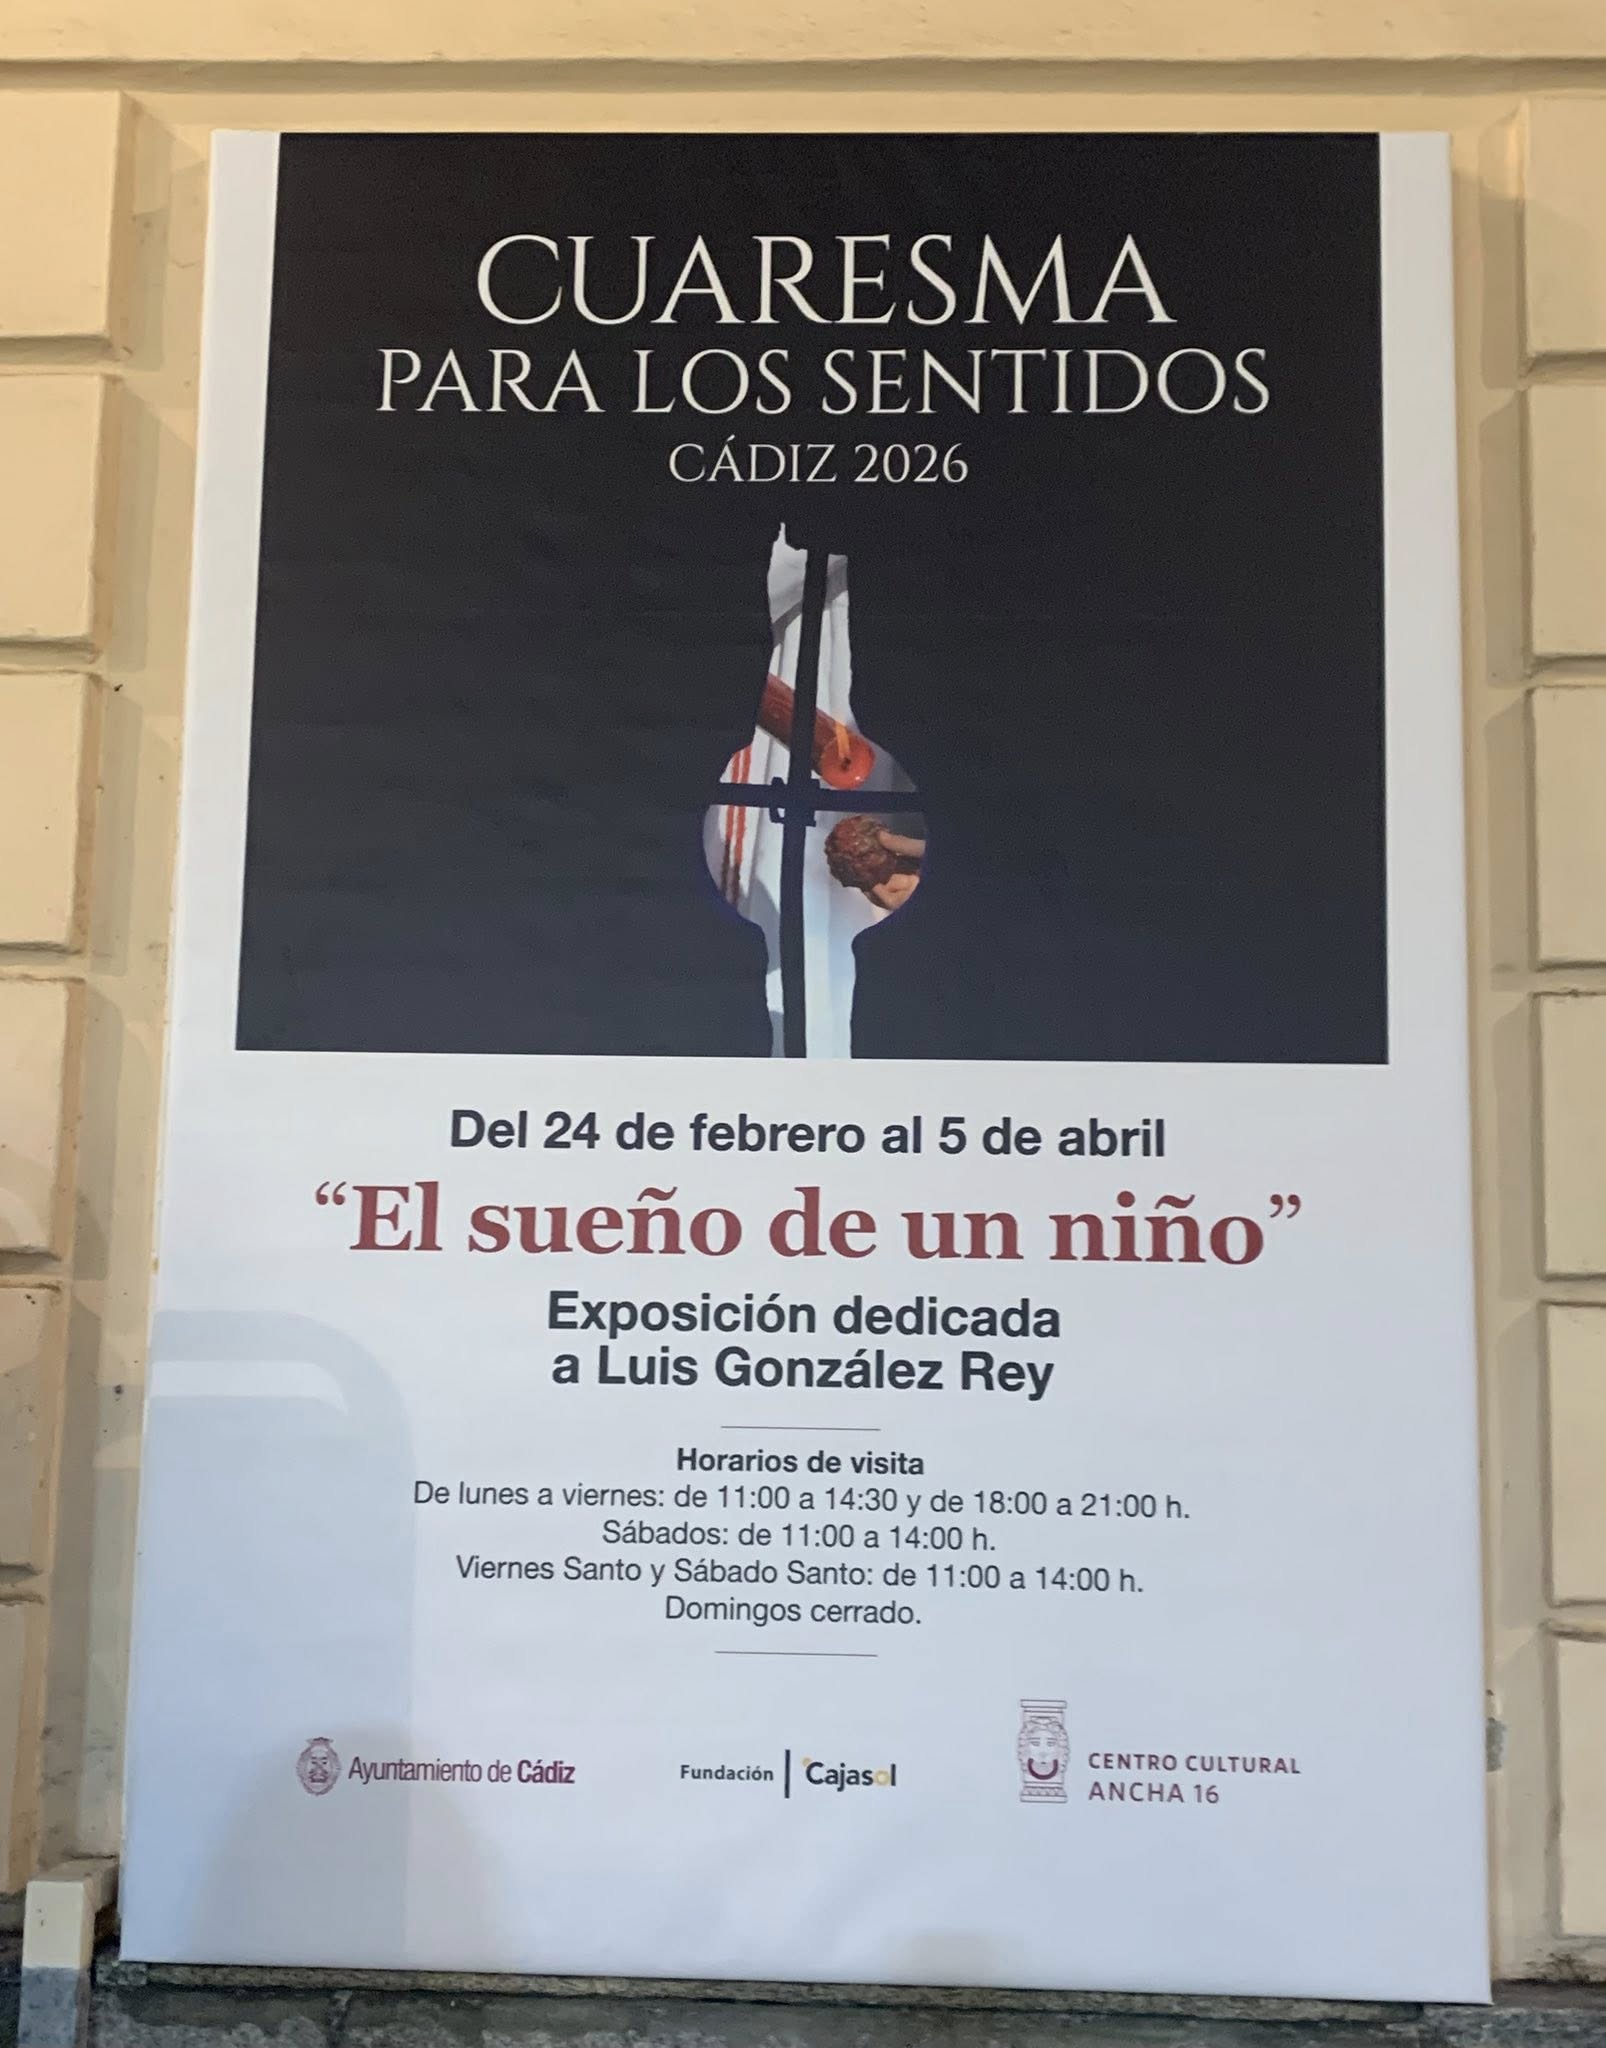 CUARESMA
PARA LOS SENTIDOS
CÁDIZ 2026
Del 24 de febrero al 5 de abril
“El sueño de un niño”
Exposición dedicada
a Luis González Rey
Horarios de visita
De lunes a viernes: de 11:00 a 14:30 y de 18:00 a 21:00 h.
Sábados: de 11:00 a 14:00 h.
Viernes Santo y Sábado Santo: de 11:00 a 14:00 h.
Domingos cerrado.
Ayuntamiento de Cádiz
Fundación | Cajasol
CENTRO CULTURAL
ANCHA 16